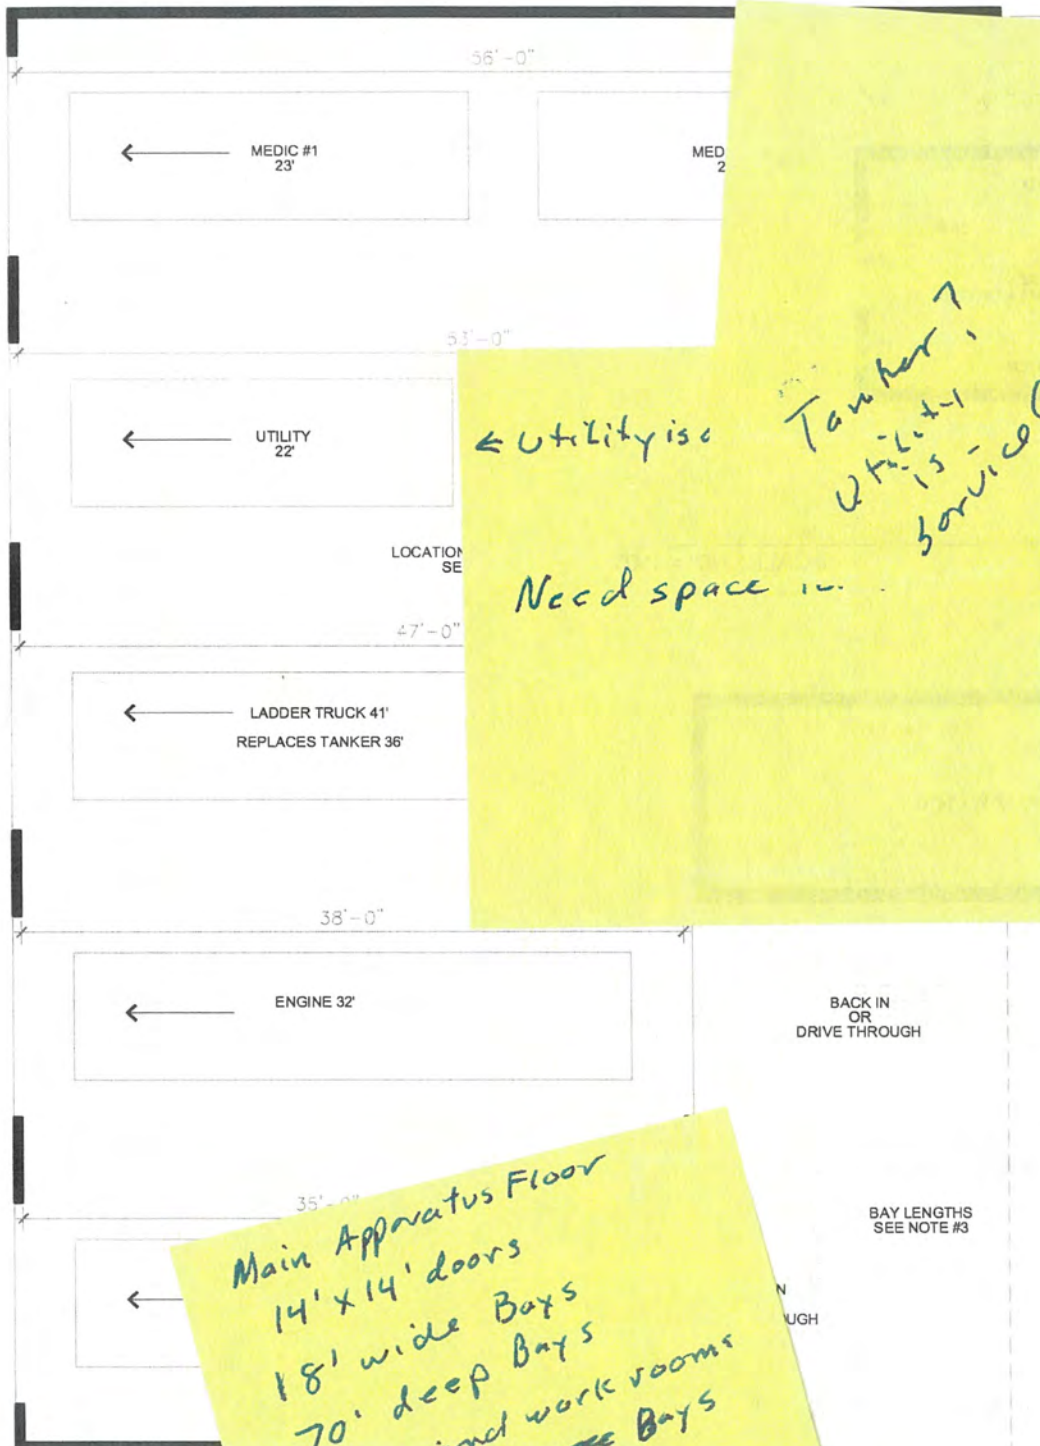 56'-0"
MEDIC #1
23'
MED
2
53'-0"
UTILITY
22'
← Utility is
Tanker?
Utility
is -
Service
LOCATION
SE
Need space
47'-0"
LADDER TRUCK 41'
REPLACES TANKER 36'
38'-0"
ENGINE 32'
BACK IN
OR
DRIVE THROUGH
35'-0"
BAY LENGTHS
SEE NOTE #3
N
UGH
Main Apparatus Floor
14' x 14' doors
18' wide Bays
70' deep Bays
work rooms
Bays